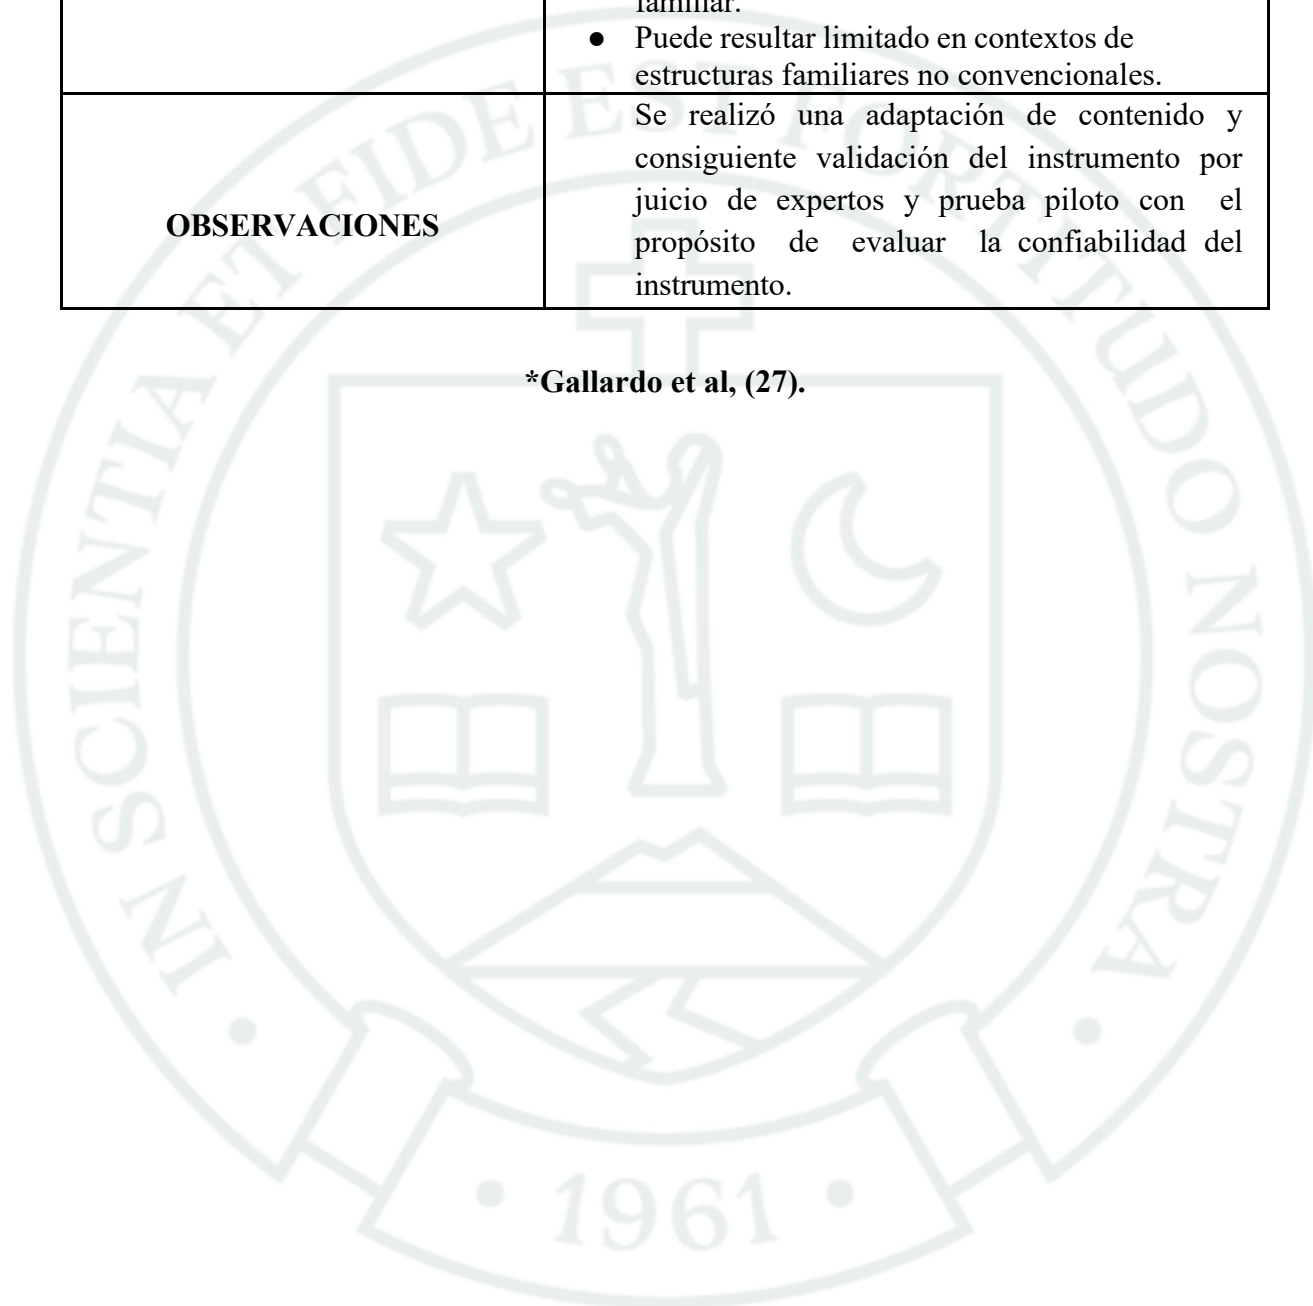 familiar.
● Puede resultar limitado en contextos de
estructuras familiares no convencionales.
OBSERVACIONES
Se realizó una adaptación de contenido y
consiguiente validación del instrumento por
juicio de expertos y prueba piloto con el
propósito de evaluar la confiabilidad del
instrumento.
*Gallardo et al, (27).
IN SCIENTIA ET FIDE EST FORTITUDO NOSTRA
• 1961 •